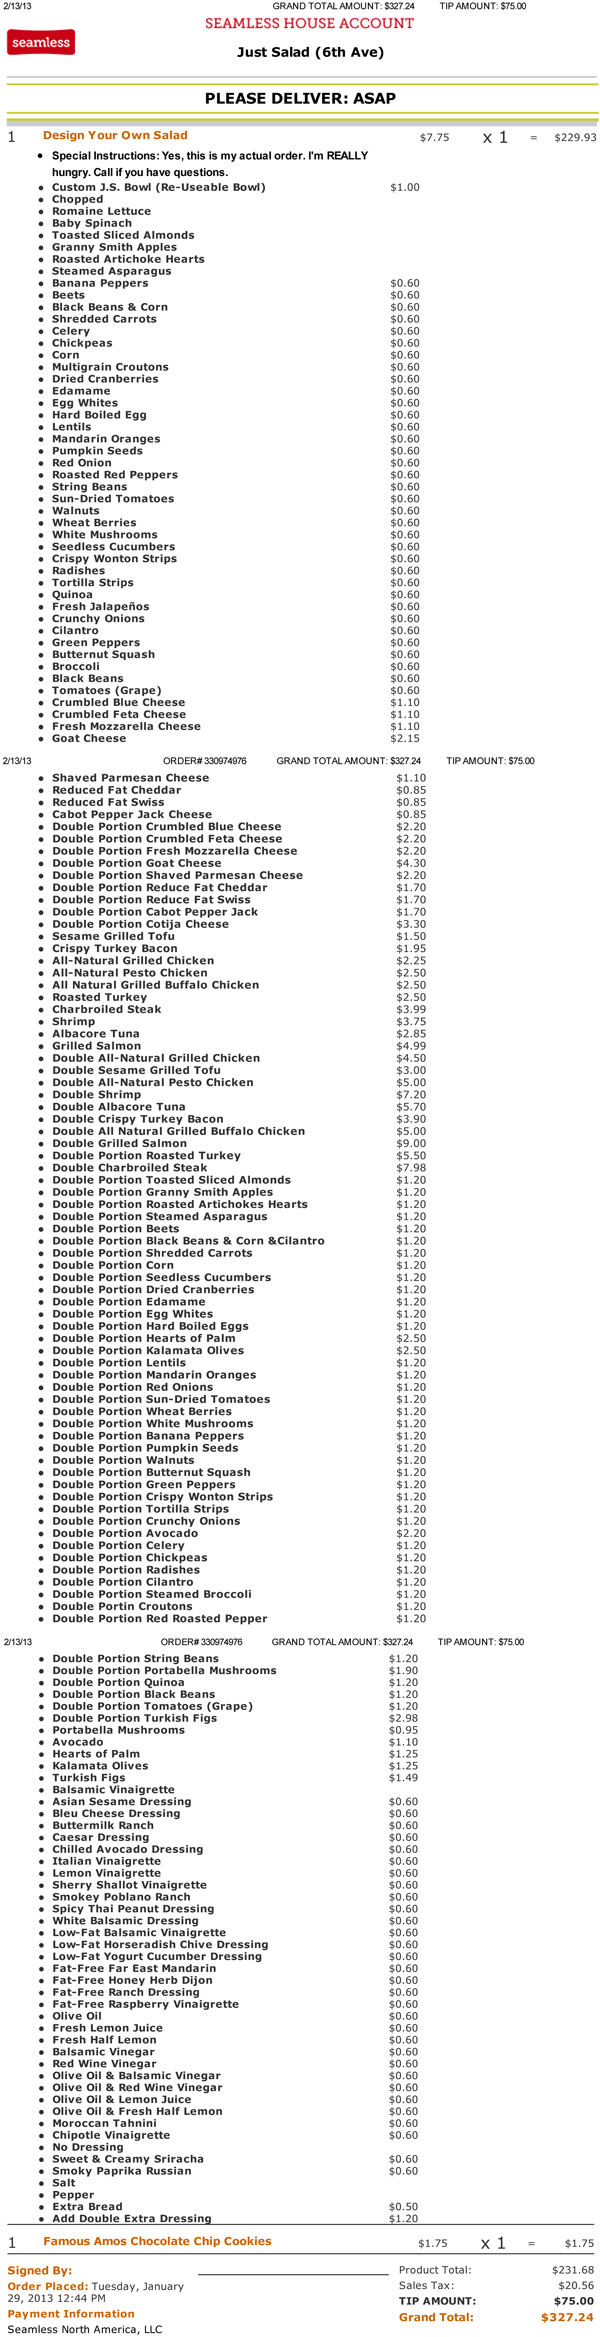 2/13/13 GRAND TOTAL AMOUNT: $327.24 TIP AMOUNT: $75.00
SEAMLESS HOUSE ACCOUNT
seamless
Just Salad (6th Ave)
PLEASE DELIVER: ASAP
1 Design Your Own Salad $7.75 x 1 = $229.93
Special Instructions: Yes, this is my actual order. I'm REALLY
hungry. Call if you have questions.
Custom J.S. Bowl (Re-Useable Bowl) $1.00
Chopped
Romaine Lettuce
Baby Spinach
Toasted Sliced Almonds
Granny Smith Apples
Roasted Artichoke Hearts
Steamed Asparagus
Banana Peppers $0.60
Beets $0.60
Black Beans & Corn $0.60
Shredded Carrots $0.60
Celery $0.60
Chickpeas $0.60
Corn $0.60
Multigrain Croutons $0.60
Dried Cranberries $0.60
Edamame $0.60
Egg Whites $0.60
Hard Boiled Egg $0.60
Lentils $0.60
Mandarin Oranges $0.60
Pumpkin Seeds $0.60
Red Onion $0.60
Roasted Red Peppers $0.60
String Beans $0.60
Sun-Dried Tomatoes $0.60
Walnuts $0.60
Wheat Berries $0.60
White Mushrooms $0.60
Seedless Cucumbers $0.60
Crispy Wonton Strips $0.60
Radishes $0.60
Tortilla Strips $0.60
Quinoa $0.60
Fresh Jalapeños $0.60
Crunchy Onions $0.60
Cilantro $0.60
Green Peppers $0.60
Butternut Squash $0.60
Broccoli $0.60
Black Beans $0.60
Tomatoes (Grape) $0.60
Crumbled Blue Cheese $1.10
Crumbled Feta Cheese $1.10
Fresh Mozzarella Cheese $1.10
Goat Cheese $2.15
2/13/13 ORDER# 330974976 GRAND TOTAL AMOUNT: $327.24 TIP AMOUNT: $75.00
Shaved Parmesan Cheese $1.10
Reduced Fat Cheddar $0.85
Reduced Fat Swiss $0.85
Cabot Pepper Jack Cheese $0.85
Double Portion Crumbled Blue Cheese $2.20
Double Portion Crumbled Feta Cheese $2.20
Double Portion Fresh Mozzarella Cheese $2.20
Double Portion Goat Cheese $4.30
Double Portion Shaved Parmesan Cheese $2.20
Double Portion Reduce Fat Cheddar $1.70
Double Portion Reduce Fat Swiss $1.70
Double Portion Cabot Pepper Jack $1.70
Double Portion Cotija Cheese $3.30
Sesame Grilled Tofu $1.50
Crispy Turkey Bacon $1.95
All-Natural Grilled Chicken $2.25
All-Natural Pesto Chicken $2.50
All Natural Grilled Buffalo Chicken $2.50
Roasted Turkey $2.50
Charbroiled Steak $3.99
Shrimp $3.75
Albacore Tuna $2.85
Grilled Salmon $4.99
Double All-Natural Grilled Chicken $4.50
Double Sesame Grilled Tofu $3.00
Double All-Natural Pesto Chicken $5.00
Double Shrimp $7.20
Double Albacore Tuna $5.70
Double Crispy Turkey Bacon $3.90
Double All Natural Grilled Buffalo Chicken $5.00
Double Grilled Salmon $9.00
Double Portion Roasted Turkey $5.50
Double Charbroiled Steak $7.98
Double Portion Toasted Sliced Almonds $1.20
Double Portion Granny Smith Apples $1.20
Double Portion Roasted Artichokes Hearts $1.20
Double Portion Steamed Asparagus $1.20
Double Portion Beets $1.20
Double Portion Black Beans & Corn &Cilantro $1.20
Double Portion Shredded Carrots $1.20
Double Portion Corn $1.20
Double Portion Seedless Cucumbers $1.20
Double Portion Dried Cranberries $1.20
Double Portion Edamame $1.20
Double Portion Egg Whites $1.20
Double Portion Hard Boiled Eggs $1.20
Double Portion Hearts of Palm $2.50
Double Portion Kalamata Olives $2.50
Double Portion Lentils $1.20
Double Portion Mandarin Oranges $1.20
Double Portion Red Onions $1.20
Double Portion Sun-Dried Tomatoes $1.20
Double Portion Wheat Berries $1.20
Double Portion White Mushrooms $1.20
Double Portion Banana Peppers $1.20
Double Portion Pumpkin Seeds $1.20
Double Portion Walnuts $1.20
Double Portion Butternut Squash $1.20
Double Portion Green Peppers $1.20
Double Portion Crispy Wonton Strips $1.20
Double Portion Tortilla Strips $1.20
Double Portion Crunchy Onions $1.20
Double Portion Avocado $2.20
Double Portion Celery $1.20
Double Portion Chickpeas $1.20
Double Portion Radishes $1.20
Double Portion Cilantro $1.20
Double Portion Steamed Broccoli $1.20
Double Portin Croutons $1.20
Double Portion Red Roasted Pepper $1.20
2/13/13 ORDER# 330974976 GRAND TOTAL AMOUNT: $327.24 TIP AMOUNT: $75.00
Double Portion String Beans $1.20
Double Portion Portabella Mushrooms $1.90
Double Portion Quinoa $1.20
Double Portion Black Beans $1.20
Double Portion Tomatoes (Grape) $1.20
Double Portion Turkish Figs $2.98
Portabella Mushrooms $0.95
Avocado $1.10
Hearts of Palm $1.25
Kalamata Olives $1.25
Turkish Figs $1.49
Balsamic Vinaigrette
Asian Sesame Dressing $0.60
Bleu Cheese Dressing $0.60
Buttermilk Ranch $0.60
Caesar Dressing $0.60
Chilled Avocado Dressing $0.60
Italian Vinaigrette $0.60
Lemon Vinaigrette $0.60
Sherry Shallot Vinaigrette $0.60
Smokey Poblano Ranch $0.60
Spicy Thai Peanut Dressing $0.60
White Balsamic Dressing $0.60
Low-Fat Balsamic Vinaigrette $0.60
Low-Fat Horseradish Chive Dressing $0.60
Low-Fat Yogurt Cucumber Dressing $0.60
Fat-Free Far East Mandarin $0.60
Fat-Free Honey Herb Dijon $0.60
Fat-Free Ranch Dressing $0.60
Fat-Free Raspberry Vinaigrette $0.60
Olive Oil $0.60
Fresh Lemon Juice $0.60
Fresh Half Lemon $0.60
Balsamic Vinegar $0.60
Red Wine Vinegar $0.60
Olive Oil & Balsamic Vinegar $0.60
Olive Oil & Red Wine Vinegar $0.60
Olive Oil & Lemon Juice $0.60
Olive Oil & Fresh Half Lemon $0.60
Moroccan Tahnini $0.60
Chipotle Vinaigrette $0.60
No Dressing
Sweet & Creamy Sriracha $0.60
Smoky Paprika Russian $0.60
Salt
Pepper
Extra Bread $0.50
Add Double Extra Dressing $1.20
1 Famous Amos Chocolate Chip Cookies $1.75 x 1 = $1.75
Signed By: Product Total: $231.68
Order Placed: Tuesday, January Sales Tax: $20.56
29, 2013 12:44 PM TIP AMOUNT: $75.00
Payment Information Grand Total: $327.24
Seamless North America, LLC